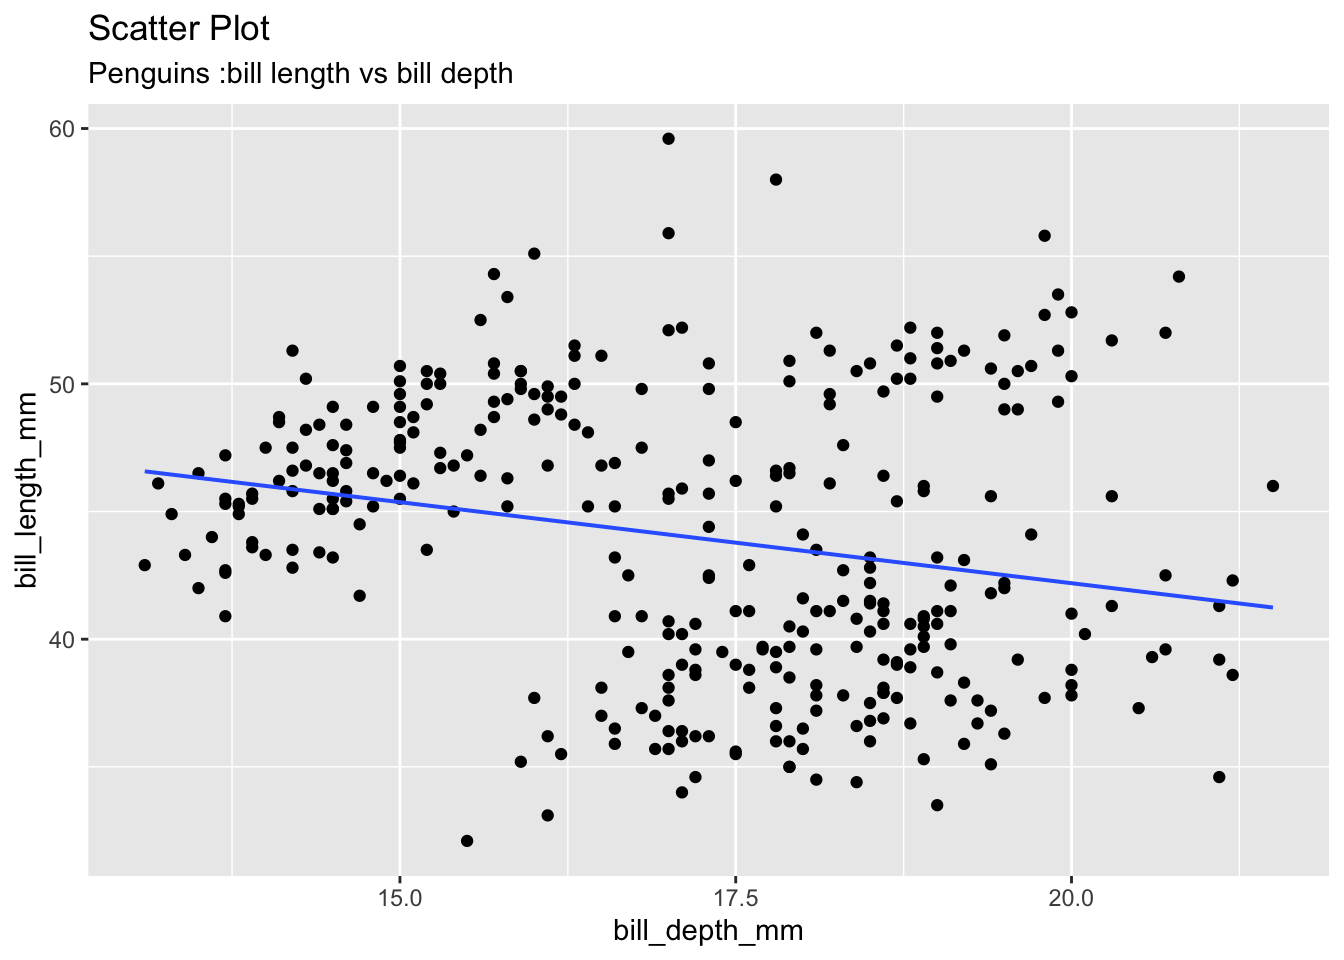 Scatter Plot
Penguins :bill length vs bill depth
60
50
40
bill_length_mm
15.0 17.5 20.0
bill_depth_mm